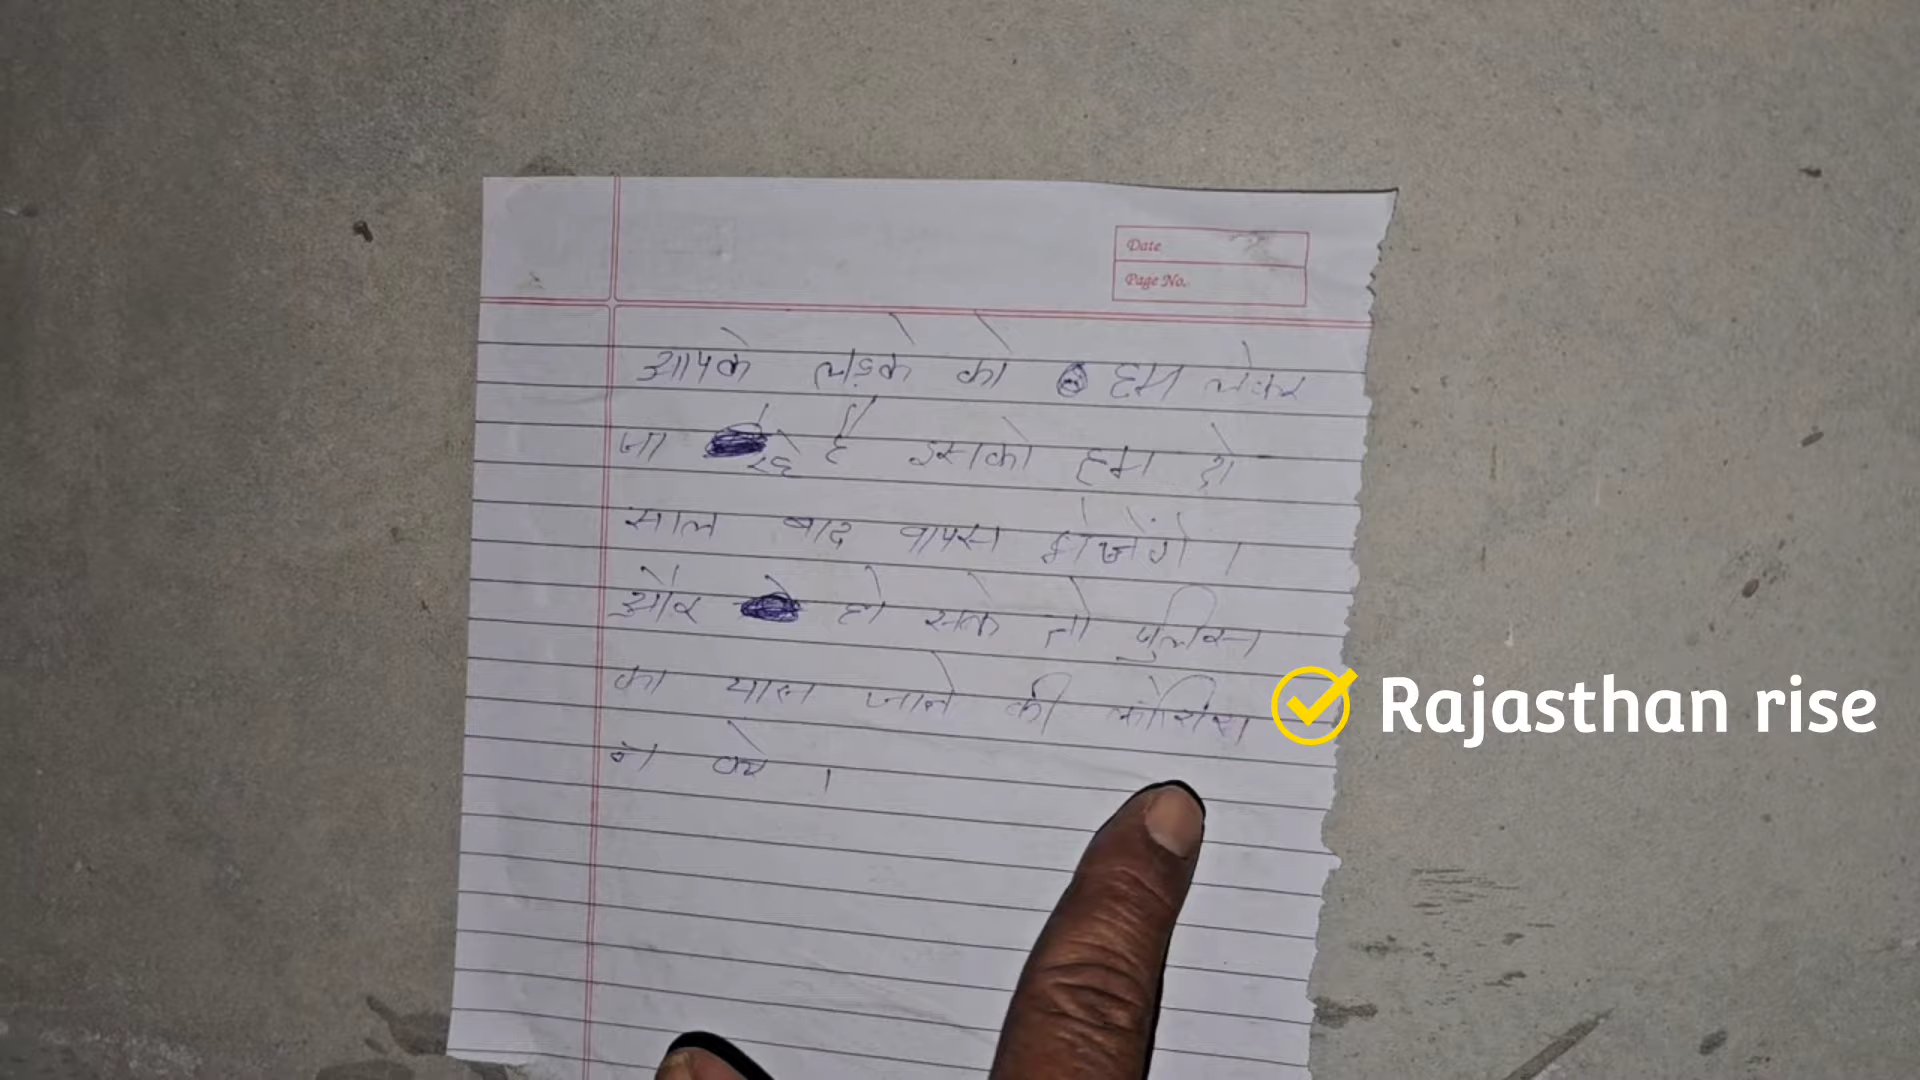 Date
Page No.
आपके लड़के को हम लेकर
जा रहे हैं इसको हम दो
साल बाद वापस भेजेंगे ।
और हो सके तो पुलिस
का पास जाने की कोशिश
ना करे ।
Rajasthan rise